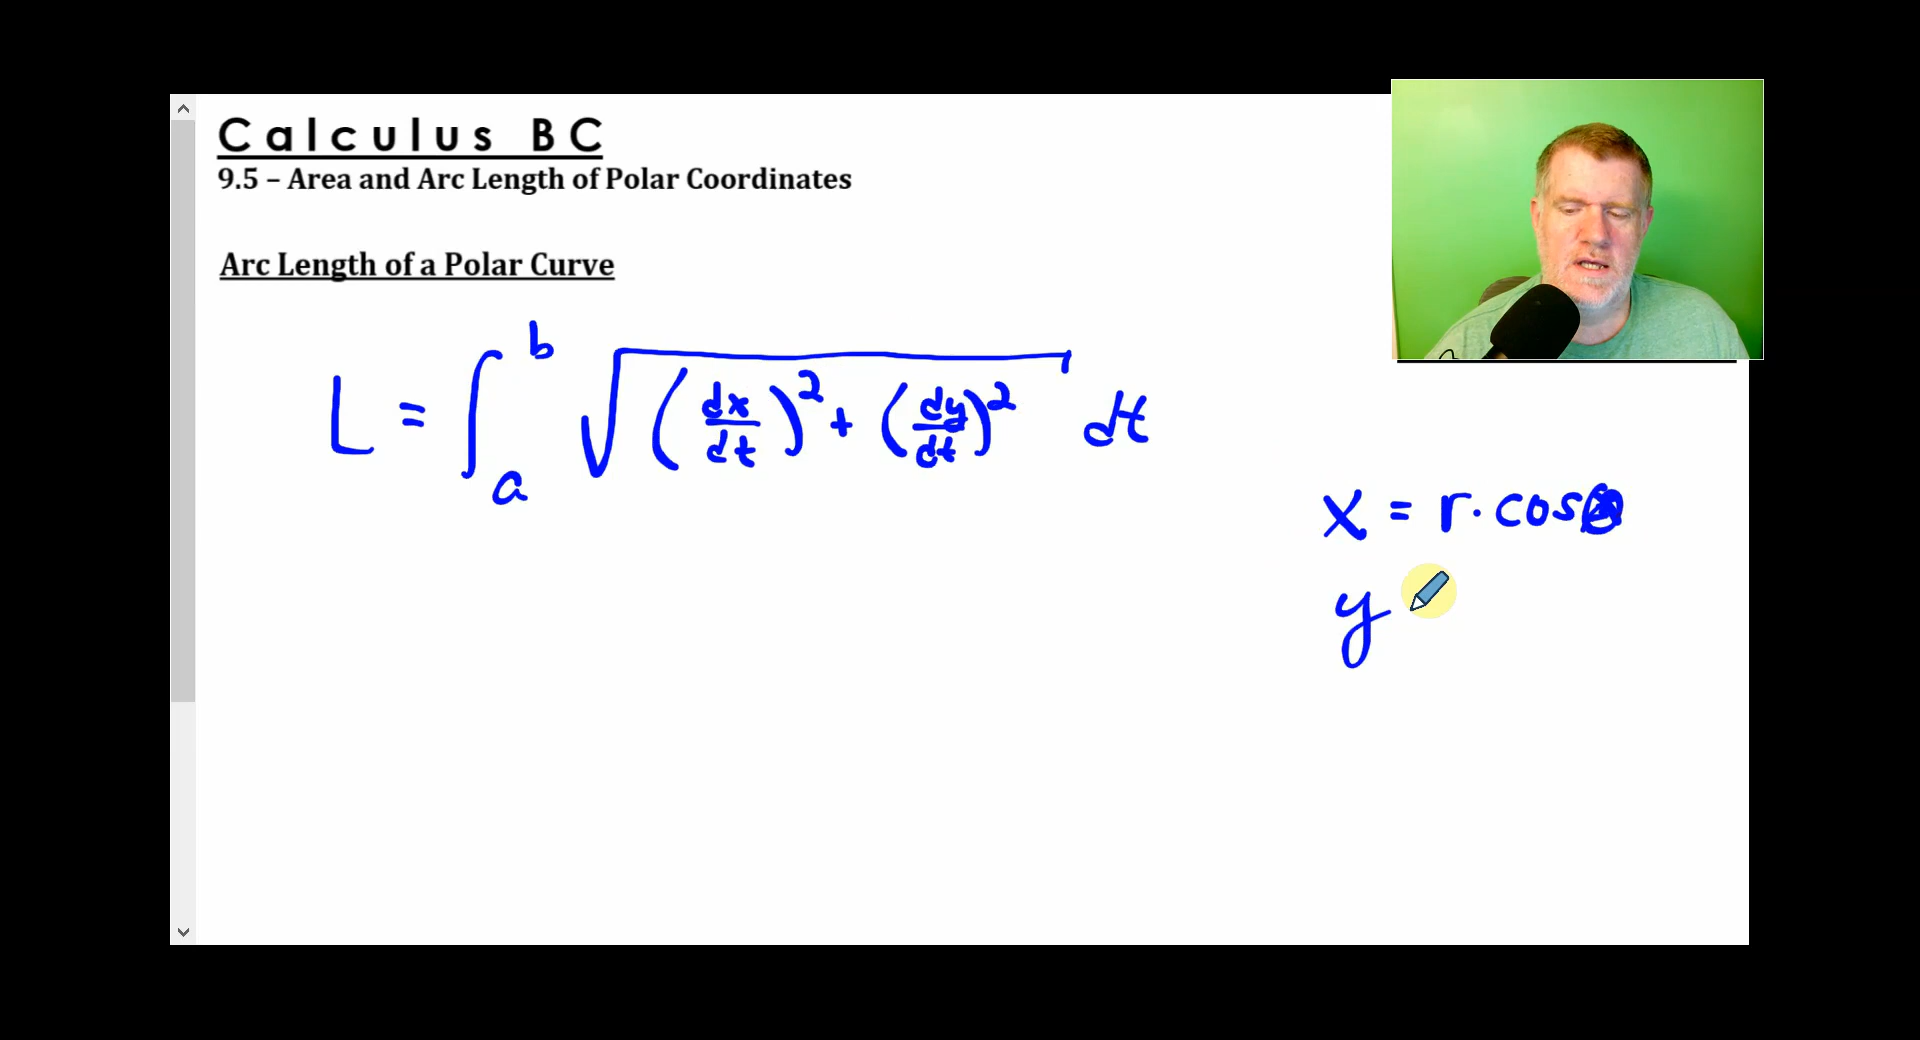 Calculus BC
9.5 – Area and Arc Length of Polar Coordinates
Arc Length of a Polar Curve
L = ∫_a^b √((dx/dt)² + (dy/dt)²) dt
x = r · cos
y